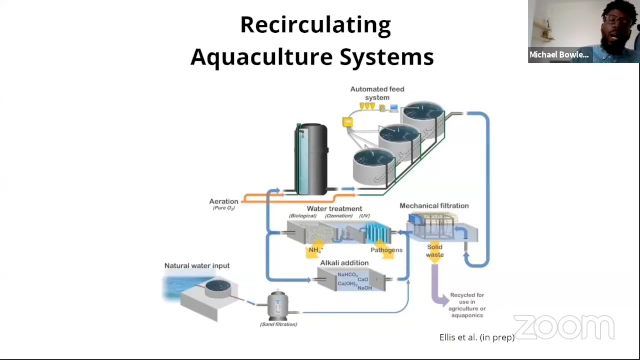 Recirculating
Aquaculture Systems
Michael Bowle...
Automated feed
system
Aeration
(Pure O₂)
Water treatment
(Biological) (Ozonation) (UV)
Mechanical filtration
NH₄⁺
Pathogens
Solid
waste
Alkali addition
NaHCO₃
CaO
Ca(OH)₂
NaOH
Natural water input
(Sand filtration)
Recycled for
use in
agriculture or
aquaponics
Ellis et al. (in prep)
zoom